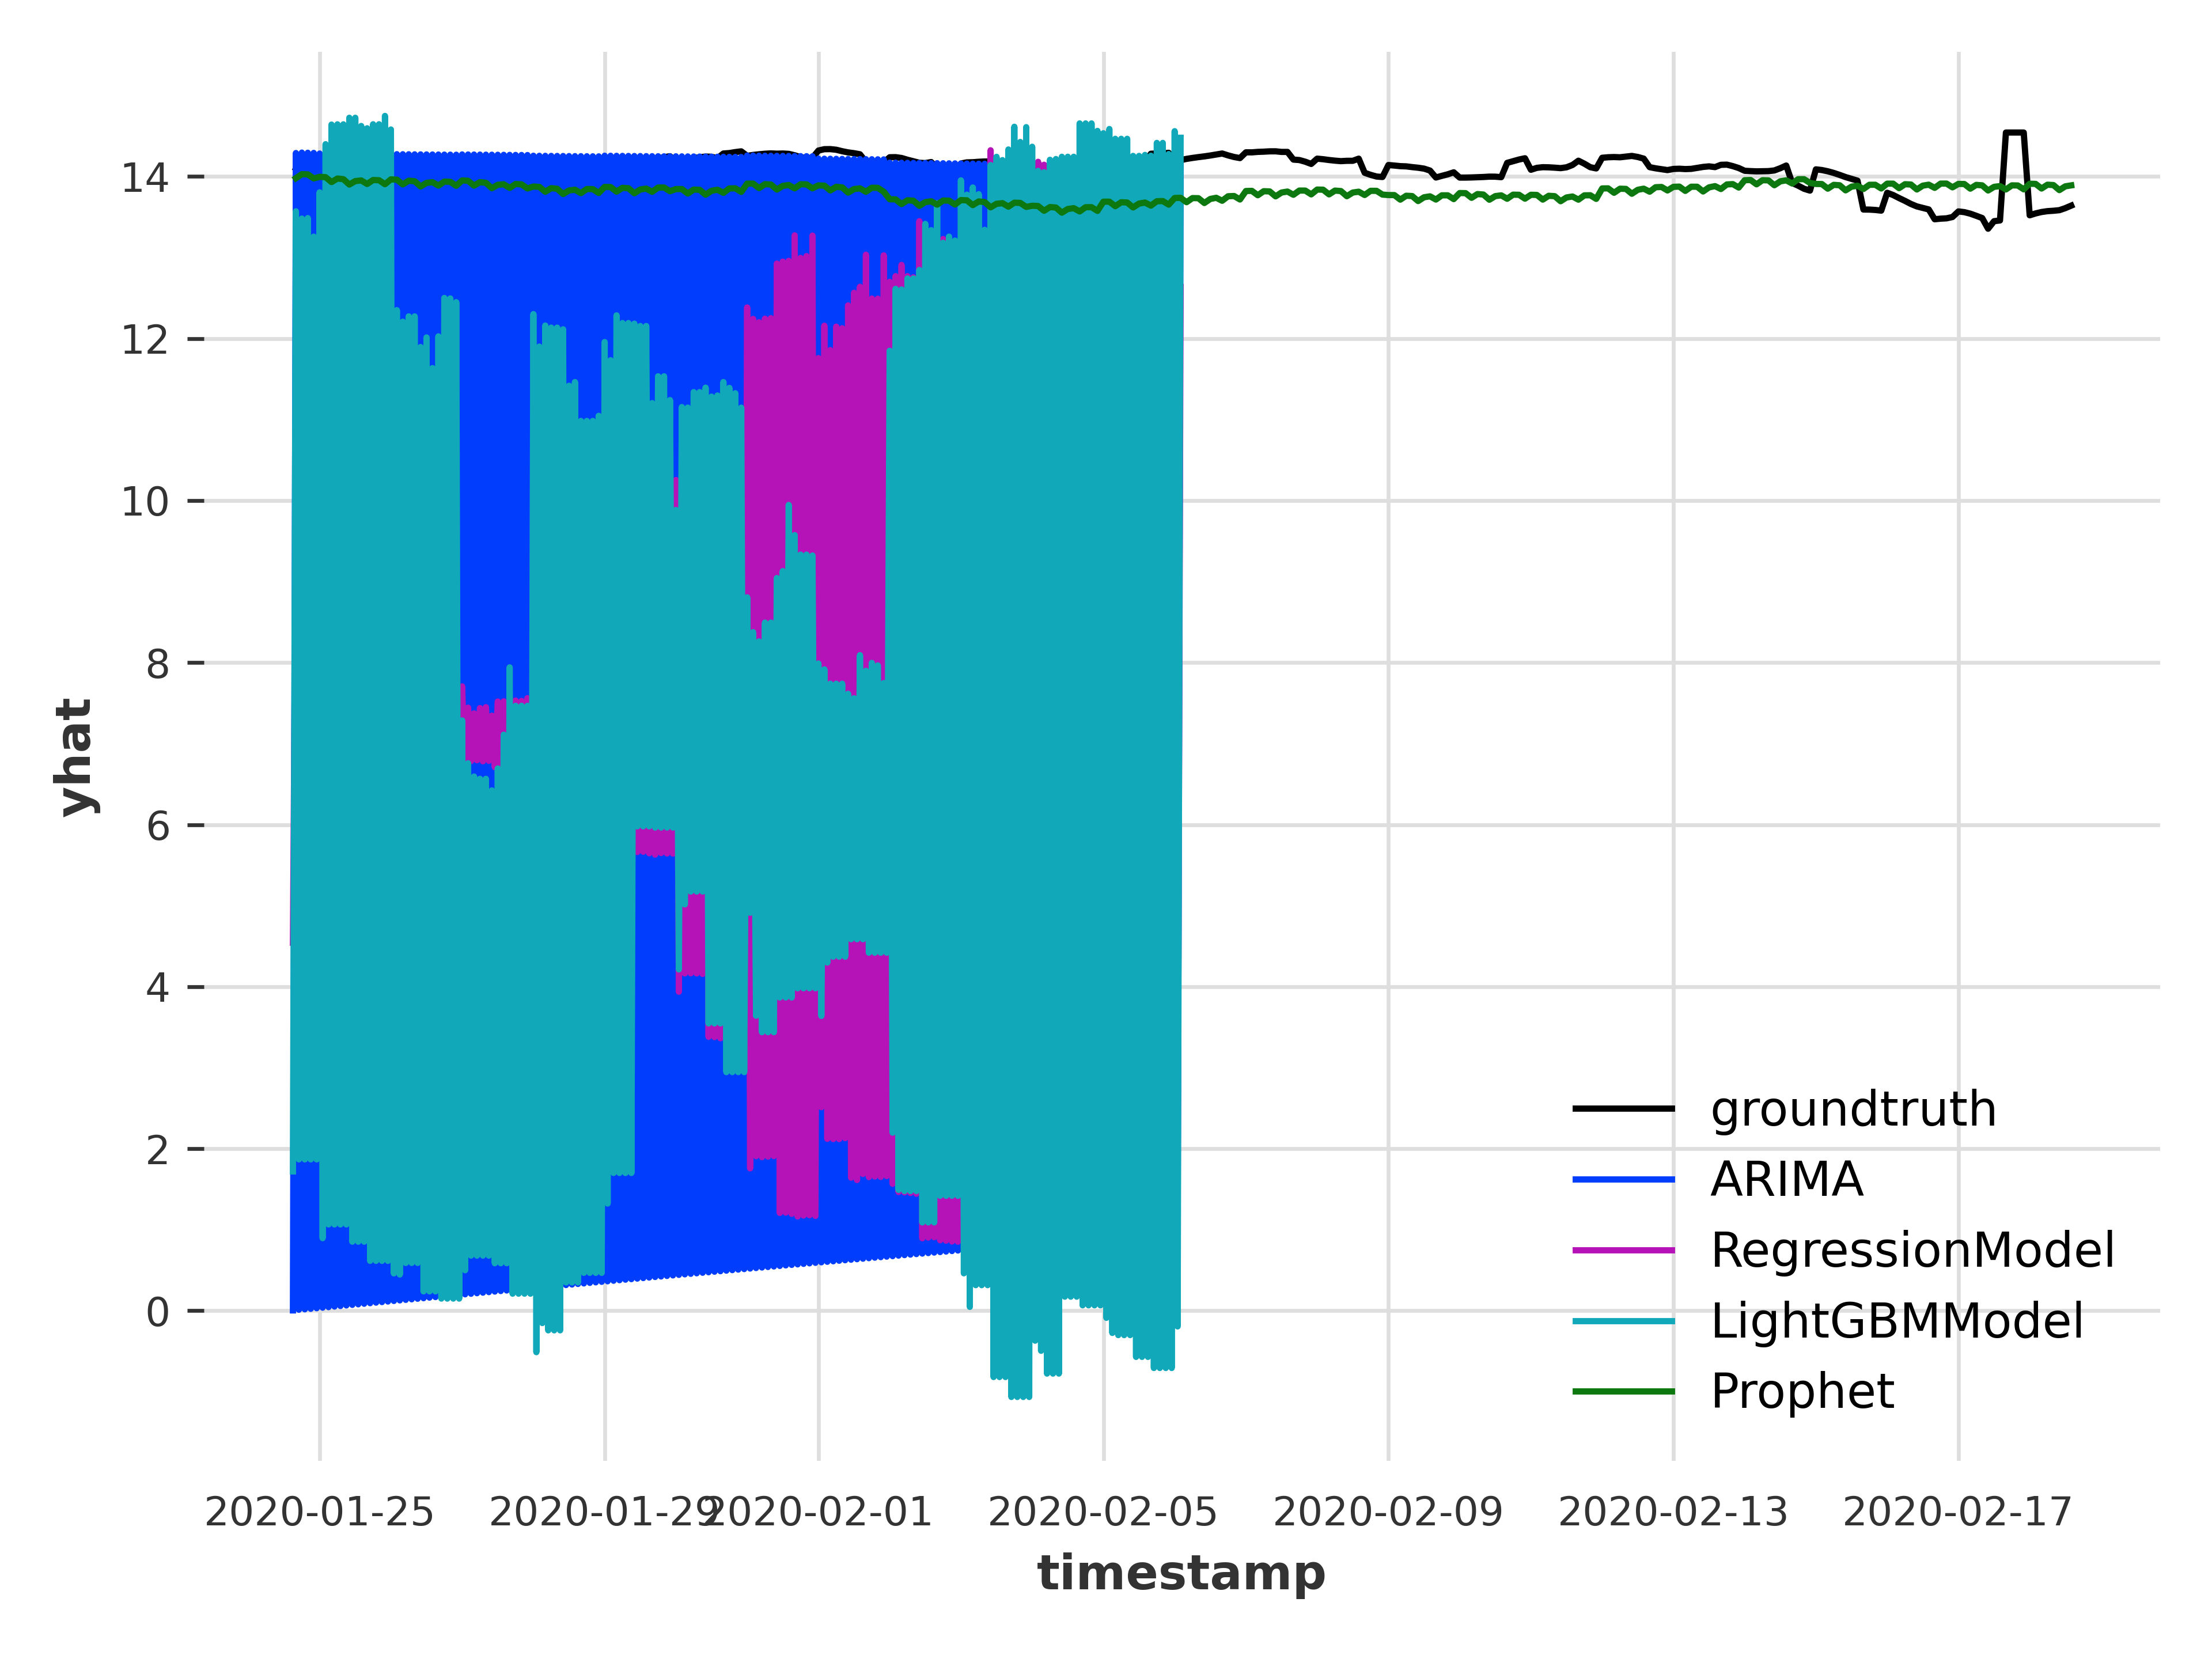 14
12
10
8
6
4
2
0
yhat
groundtruth
ARIMA
RegressionModel
LightGBMModel
Prophet
2020-01-25 2020-01-29 2020-02-01 2020-02-05 2020-02-09 2020-02-13 2020-02-17
timestamp